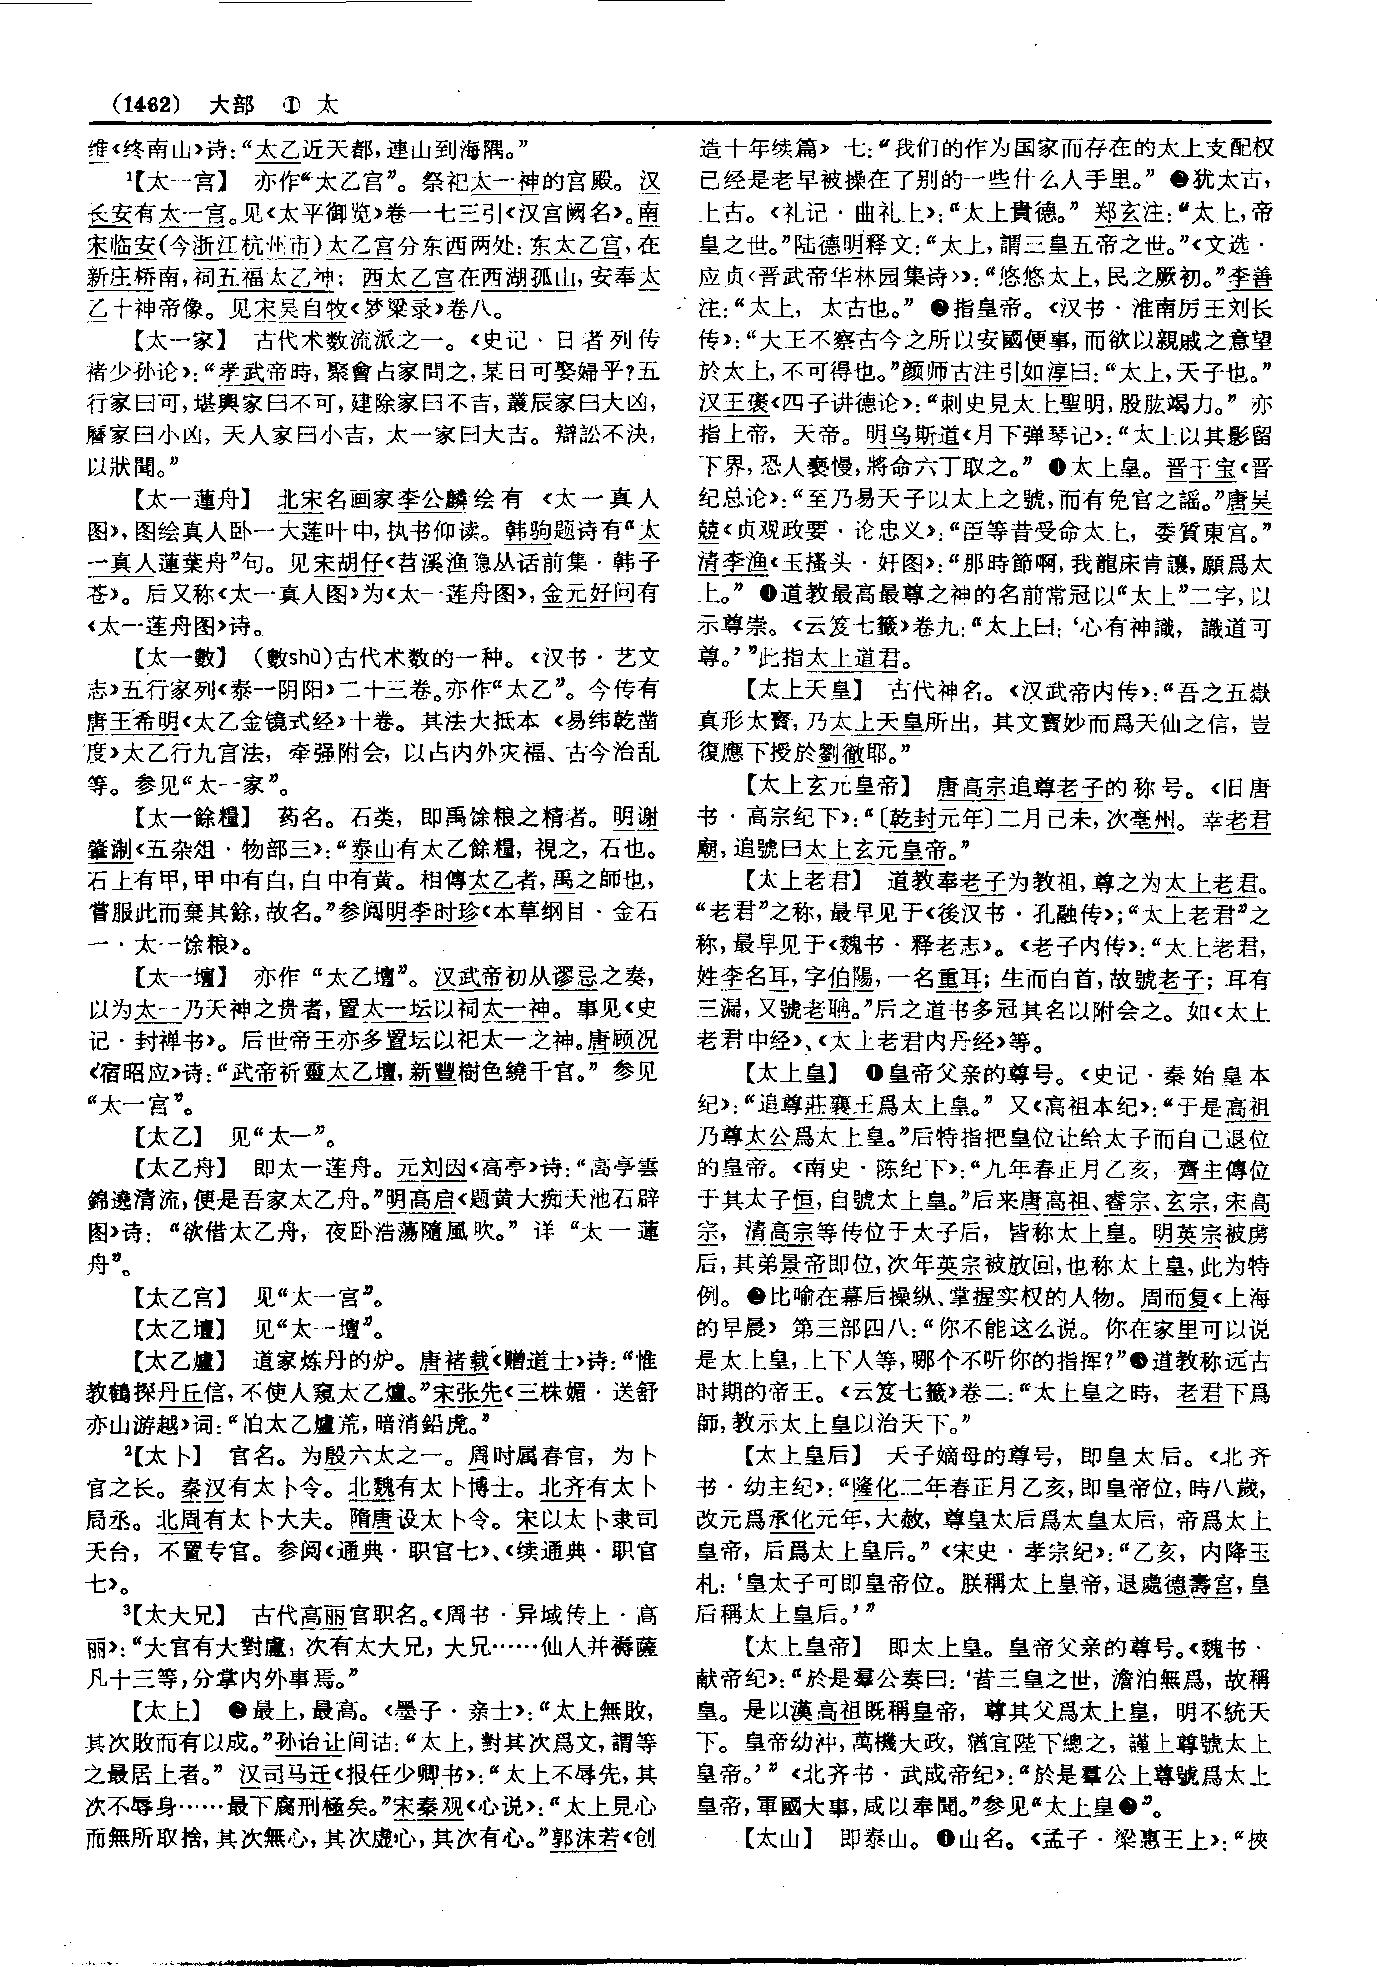 (1462) 大部 ① 太
维《终南山》诗：“太乙近天都，連山到海隅。”
¹【太一宫】 亦作“太乙宫”。祭祀太一神的宫殿。汉
长安有太一宫。见《太平御览》卷一七三引《汉宫阙名》。南
宋临安(今浙江杭州市)太乙宫分东西两处：东太乙宫，在
新庄桥南，祠五福太乙神；西太乙宫在西湖孤山，安奉太
乙十神帝像。见宋吴自牧《梦粱录》卷八。
【太一家】 古代术数流派之一。《史记·日者列传
褚少孙论》：“孝武帝時，聚會占家問之，某日可娶婦乎？五
行家曰可，堪輿家曰不可，建除家曰不吉，叢辰家曰大凶，
曆家曰小凶，天人家曰小吉，太一家曰大吉。辯訟不决，
以狀聞。”
【太一蓮舟】 北宋名画家李公麟绘有《太一真人
图》，图绘真人卧一大莲叶中，执书仰读。韩驹题诗有“太
一真人蓮葉舟”句。见宋胡仔《苕溪渔隐丛话前集·韩子
苍》。后又称《太一真人图》为《太一莲舟图》，金元好问有
《太一莲舟图》诗。
【太一數】 (數shù)古代术数的一种。《汉书·艺文
志》五行家列《泰一阴阳》二十三卷。亦作“太乙”。今传有
唐王希明《太乙金镜式经》十卷。其法大抵本《易纬乾凿
度》太乙行九宫法，牵强附会，以占内外灾福、古今治乱
等。参见“太一家”。
【太一餘糧】 药名。石类，即禹馀粮之精者。明谢
肇淛《五杂俎·物部三》：“泰山有太乙餘糧，視之，石也。
石上有甲，甲中有白，白中有黄。相傳太乙者，禹之師也，
嘗服此而棄其餘，故名。”参阅明李时珍《本草纲目·金石
一·太一馀粮》。
【太一壇】 亦作“太乙壇”。汉武帝初从谬忌之奏，
以为太一乃天神之贵者，置太一坛以祠太一神。事见《史
记·封禅书》。后世帝王亦多置坛以祀太一之神。唐顾况
《宿昭应》诗：“武帝祈靈太乙壇，新豐樹色繞千官。”参见
“太一宫”。
【太乙】 见“太一”。
【太乙舟】 即太一莲舟。元刘因《高亭》诗：“高亭雲
錦遶清流，便是吾家太乙舟。”明高启《题黄大痴天池石辟
图》诗：“欲借太乙舟，夜卧浩蕩隨風吹。”详“太一蓮
舟”。
【太乙宫】 见“太一宫”。
【太乙壇】 见“太一壇”。
【太乙爐】 道家炼丹的炉。唐褚载《赠道士》诗：“惟
教鶴探丹丘信，不使人窺太乙爐。”宋张先《三株媚·送舒
亦山游越》词：“泊太乙爐荒，暗消鉛虎。”
²【太卜】 官名。为殷六太之一。周时属春官，为卜
官之长。秦汉有太卜令。北魏有太卜博士。北齐有太卜
局丞。北周有太卜大夫。隋唐设太卜令。宋以太卜隶司
天台，不置专官。参阅《通典·职官七》、《续通典·职官
七》。
³【太大兄】 古代高丽官职名。《周书·异域传上·高
丽》：“大官有大對盧，次有太大兄，大兄……仙人并褥薩
凡十三等，分掌内外事焉。”
【太上】 ❶最上，最高。《墨子·亲士》：“太上無敗，
其次敗而有以成。”孙诒让间诂：“太上，對其次爲文，謂等
之最居上者。”汉司马迁《报任少卿书》：“太上不辱先，其
次不辱身……最下腐刑極矣。”宋秦观《心说》：“太上見心
而無所取捨，其次無心，其次虚心，其次有心。”郭沫若《创
造十年续篇》七：“我们的作为国家而存在的太上支配权
已经是老早被操在了别的一些什么人手里。”❷犹太古，
上古。《礼记·曲礼上》：“太上貴德。”郑玄注：“太上，帝
皇之世。”陆德明释文：“太上，謂三皇五帝之世。”《文选·
应贞〈晋武帝华林园集诗〉》：“悠悠太上，民之厥初。”李善
注：“太上，太古也。”❸指皇帝。《汉书·淮南厉王刘长
传》：“大王不察古今之所以安國便事，而欲以親戚之意望
於太上，不可得也。”颜师古注引如淳曰：“太上，天子也。”
汉王褒《四子讲德论》：“刺史見太上聖明，股肱竭力。”亦
指上帝，天帝。明乌斯道《月下弹琴记》：“太上以其影留
下界，恐人褻慢，將命六丁取之。”❹太上皇。晋干宝《晋
纪总论》：“至乃易天子以太上之號，而有免官之謡。”唐吴
兢《贞观政要·论忠义》：“臣等昔受命太上，委質東宫。”
清李渔《玉搔头·奸图》：“那時節啊，我龍床肯讓，願爲太
上。”❺道教最高最尊之神的名前常冠以“太上”二字，以
示尊崇。《云笈七籤》卷九：“太上曰：‘心有神識，識道可
尊。’”此指太上道君。
【太上天皇】 古代神名。《汉武帝内传》：“吾之五嶽
真形太寳，乃太上天皇所出，其文寳妙而爲天仙之信，豈
復應下授於劉徹耶。”
【太上玄元皇帝】 唐高宗追尊老子的称号。《旧唐
书·高宗纪下》：“〔乾封元年〕二月己未，次亳州。幸老君
廟，追號曰太上玄元皇帝。”
【太上老君】 道教奉老子为教祖，尊之为太上老君。
“老君”之称，最早见于《後汉书·孔融传》；“太上老君”之
称，最早见于《魏书·释老志》。《老子内传》：“太上老君，
姓李名耳，字伯陽，一名重耳；生而白首，故號老子；耳有
三漏，又號老聃。”后之道书多冠其名以附会之。如《太上
老君中经》、《太上老君内丹经》等。
【太上皇】 ❶皇帝父亲的尊号。《史记·秦始皇本
纪》：“追尊莊襄王爲太上皇。”又《高祖本纪》：“于是高祖
乃尊太公爲太上皇。”后特指把皇位让给太子而自己退位
的皇帝。《南史·陈纪下》：“九年春正月乙亥，齊主傳位
于其太子恒，自號太上皇。”后来唐高祖、睿宗、玄宗，宋高
宗，清高宗等传位于太子后，皆称太上皇。明英宗被虏
后，其弟景帝即位，次年英宗被放回，也称太上皇，此为特
例。❷比喻在幕后操纵、掌握实权的人物。周而复《上海
的早晨》第三部四八：“你不能这么说。你在家里可以说
是太上皇，上下人等，哪个不听你的指挥？”❸道教称远古
时期的帝王。《云笈七籤》卷二：“太上皇之時，老君下爲
師，教示太上皇以治天下。”
【太上皇后】 天子嫡母的尊号，即皇太后。《北齐
书·幼主纪》：“隆化二年春正月乙亥，即皇帝位，時八歲，
改元爲承化元年，大赦，尊皇太后爲太皇太后，帝爲太上
皇帝，后爲太上皇后。”《宋史·孝宗纪》：“乙亥，内降玉
札：‘皇太子可即皇帝位。朕稱太上皇帝，退處德壽宫，皇
后稱太上皇后。’”
【太上皇帝】 即太上皇。皇帝父亲的尊号。《魏书·
献帝纪》：“於是羣公奏曰：‘昔三皇之世，澹泊無爲，故稱
皇。是以漢高祖既稱皇帝，尊其父爲太上皇，明不統天
下。皇帝幼沖，萬機大政，猶宜陛下總之，謹上尊號太上
皇帝。’”《北齐书·武成帝纪》：“於是羣公上尊號爲太上
皇帝，軍國大事，咸以奉聞。”参见“太上皇❶”。
【太山】 即泰山。❶山名。《孟子·梁惠王上》：“挾